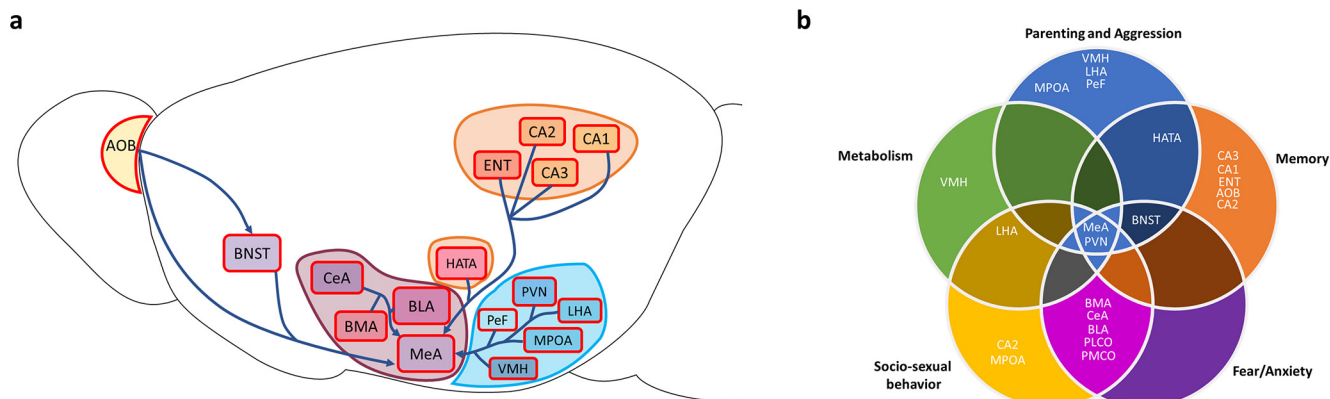 a
AOB
BNST
CA2
CA1
ENT
CA3
HATA
CeA
BLA
BMA
MeA
PVN
PeF
LHA
MPOA
VMH
b
Parenting and Aggression
VMH
LHA
PeF
MPOA
HATA
Metabolism
VMH
Memory
CA3
CA1
ENT
AOB
CA2
LHA
MeA
PVN
BNST
BMA
CeA
BLA
PLCO
PMCO
CA2
MPOA
Socio-sexual
behavior
Fear/Anxiety